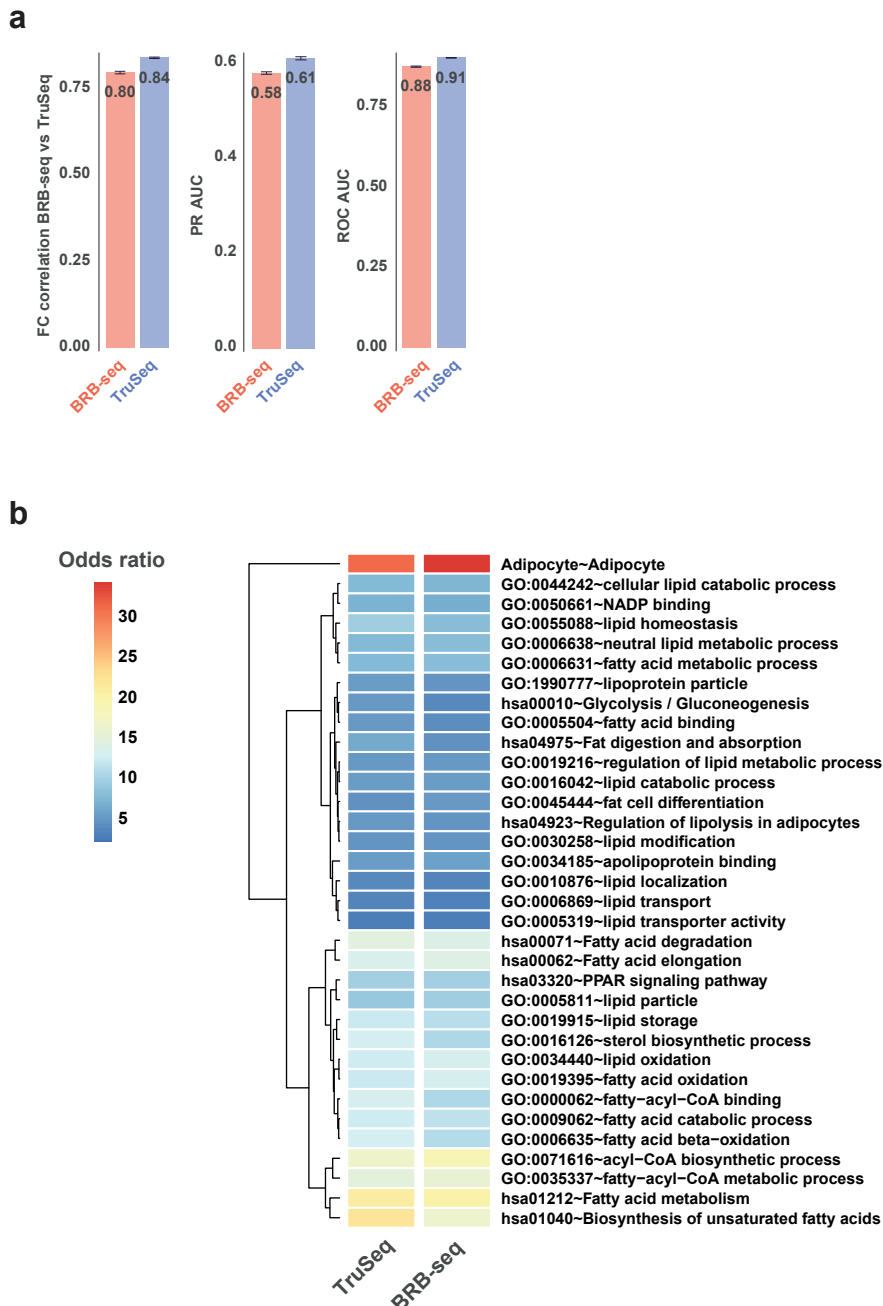 a
FC correlation BRB-seq vs TruSeq
0.75
0.50
0.25
0.00
0.80
0.84
BRB-seq
TruSeq
PR AUC
0.6
0.4
0.2
0.0
0.58
0.61
BRB-seq
TruSeq
ROC AUC
0.75
0.50
0.25
0.00
0.88
0.91
BRB-seq
TruSeq
b
Odds ratio
30
25
20
15
10
5
Adipocyte~Adipocyte
GO:0044242~cellular lipid catabolic process
GO:0050661~NADP binding
GO:0055088~lipid homeostasis
GO:0006638~neutral lipid metabolic process
GO:0006631~fatty acid metabolic process
GO:1990777~lipoprotein particle
hsa00010~Glycolysis / Gluconeogenesis
GO:0005504~fatty acid binding
hsa04975~Fat digestion and absorption
GO:0019216~regulation of lipid metabolic process
GO:0016042~lipid catabolic process
GO:0045444~fat cell differentiation
hsa04923~Regulation of lipolysis in adipocytes
GO:0030258~lipid modification
GO:0034185~apolipoprotein binding
GO:0010876~lipid localization
GO:0006869~lipid transport
GO:0005319~lipid transporter activity
hsa00071~Fatty acid degradation
hsa00062~Fatty acid elongation
hsa03320~PPAR signaling pathway
GO:0005811~lipid particle
GO:0019915~lipid storage
GO:0016126~sterol biosynthetic process
GO:0034440~lipid oxidation
GO:0019395~fatty acid oxidation
GO:0000062~fatty−acyl−CoA binding
GO:0009062~fatty acid catabolic process
GO:0006635~fatty acid beta−oxidation
GO:0071616~acyl−CoA biosynthetic process
GO:0035337~fatty−acyl−CoA metabolic process
hsa01212~Fatty acid metabolism
hsa01040~Biosynthesis of unsaturated fatty acids
TruSeq
BRB-seq